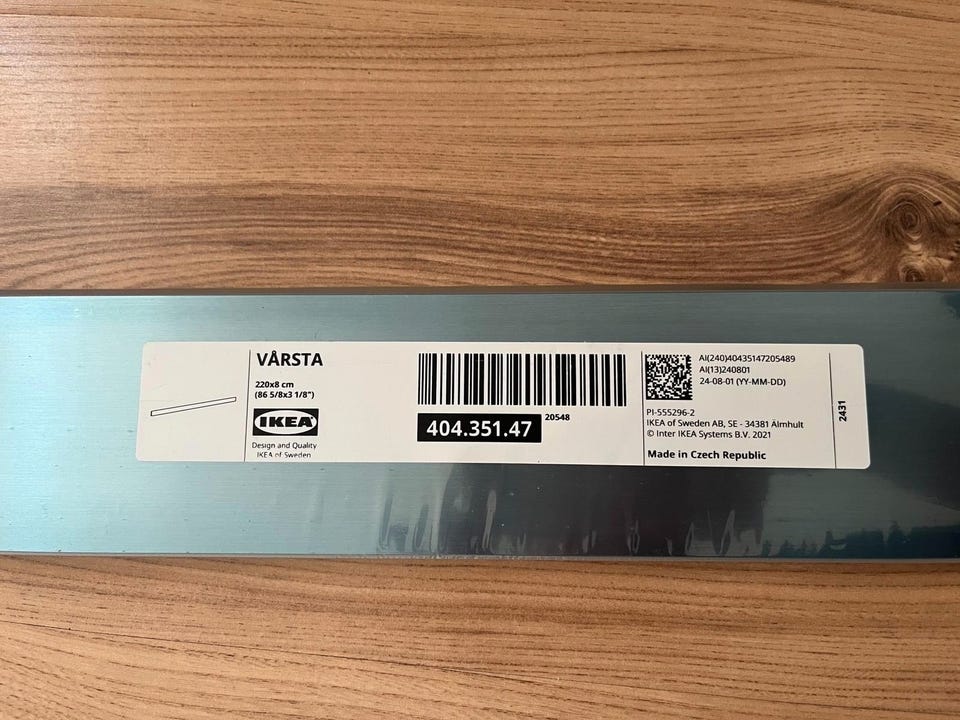 VÅRSTA
220x8 cm
(86 5/8x3 1/8")
IKEA
Design and Quality
IKEA of Sweden
404.351.47
20548
AI(240)40435147205489
AI(13)240801
24-08-01 (YY-MM-DD)
PI-555296-2
IKEA of Sweden AB, SE - 34381 Älmhult
© Inter IKEA Systems B.V. 2021
Made in Czech Republic
2431